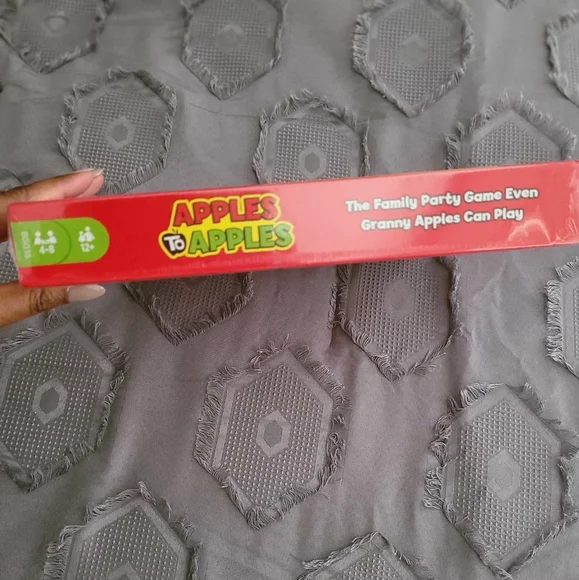 APPLES
TO APPLES
The Family Party Game Even
Granny Apples Can Play
4-8
12+